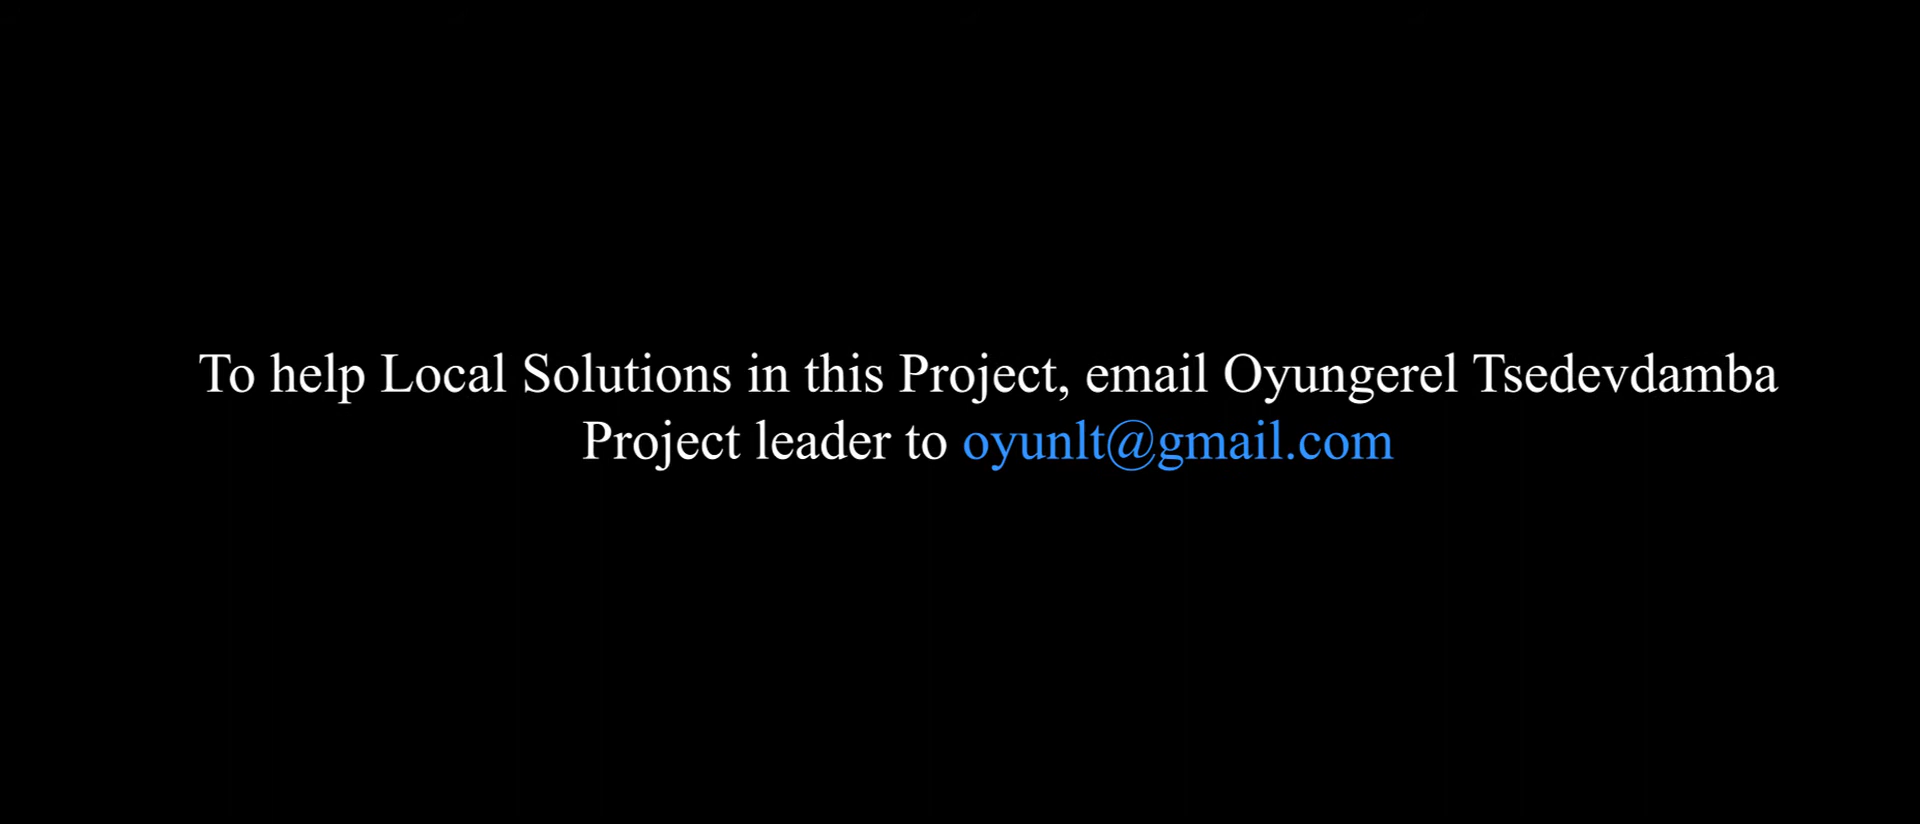 To help Local Solutions in this Project, email Oyungerel Tsedevdamba
Project leader to oyunlt@gmail.com